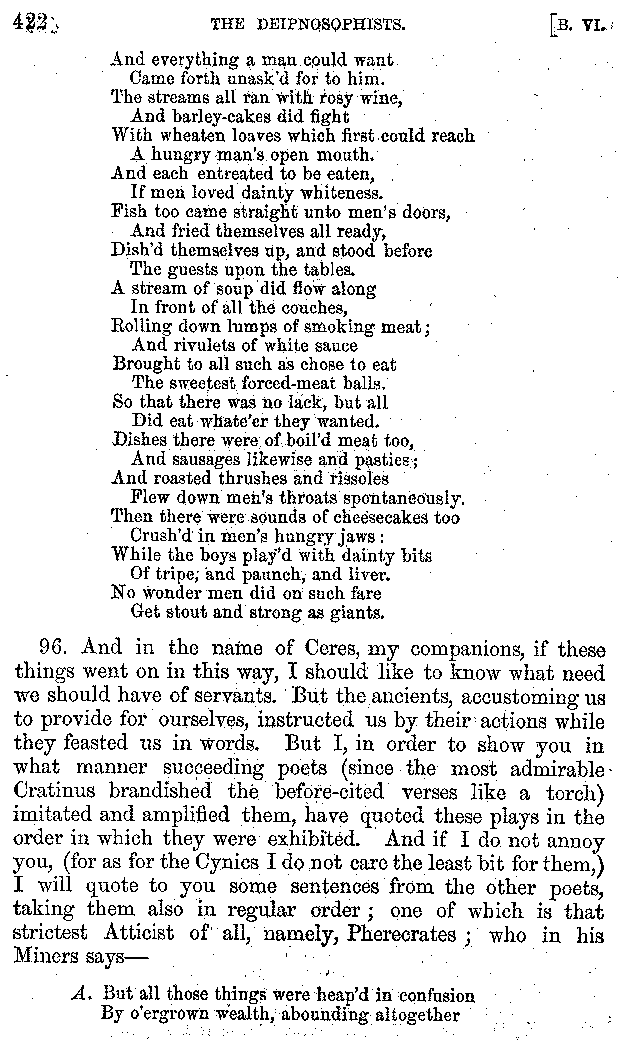 422 THE DEIPNOSOPHISTS. [B. VI.
And everything a man could want
Came forth unask'd for to him.
The streams all ran with rosy wine,
And barley-cakes did fight
With wheaten loaves which first could reach
A hungry man's open mouth.
And each entreated to be eaten,
If men loved dainty whiteness.
Fish too came straight unto men's doors,
And fried themselves all ready,
Dish'd themselves up, and stood before
The guests upon the tables.
A stream of soup did flow along
In front of all the couches,
Rolling down lumps of smoking meat;
And rivulets of white sauce
Brought to all such as chose to eat
The sweetest forced-meat balls.
So that there was no lack, but all
Did eat whate'er they wanted.
Dishes there were of boil'd meat too,
And sausages likewise and pasties;
And roasted thrushes and rissoles
Flew down men's throats spontaneously.
Then there were sounds of cheesecakes too
Crush'd in men's hungry jaws:
While the boys play'd with dainty bits
Of tripe, and paunch, and liver.
No wonder men did on such fare
Get stout and strong as giants.
96. And in the name of Ceres, my companions, if these
things went on in this way, I should like to know what need
we should have of servants. But the ancients, accustoming us
to provide for ourselves, instructed us by their actions while
they feasted us in words. But I, in order to show you in
what manner succeeding poets (since the most admirable
Cratinus brandished the before-cited verses like a torch)
imitated and amplified them, have quoted these plays in the
order in which they were exhibited. And if I do not annoy
you, (for as for the Cynics I do not care the least bit for them,)
I will quote to you some sentences from the other poets,
taking them also in regular order; one of which is that
strictest Atticist of all, namely, Pherecrates; who in his
Miners says—
A. But all those things were heap'd in confusion
By o'ergrown wealth, abounding altogether